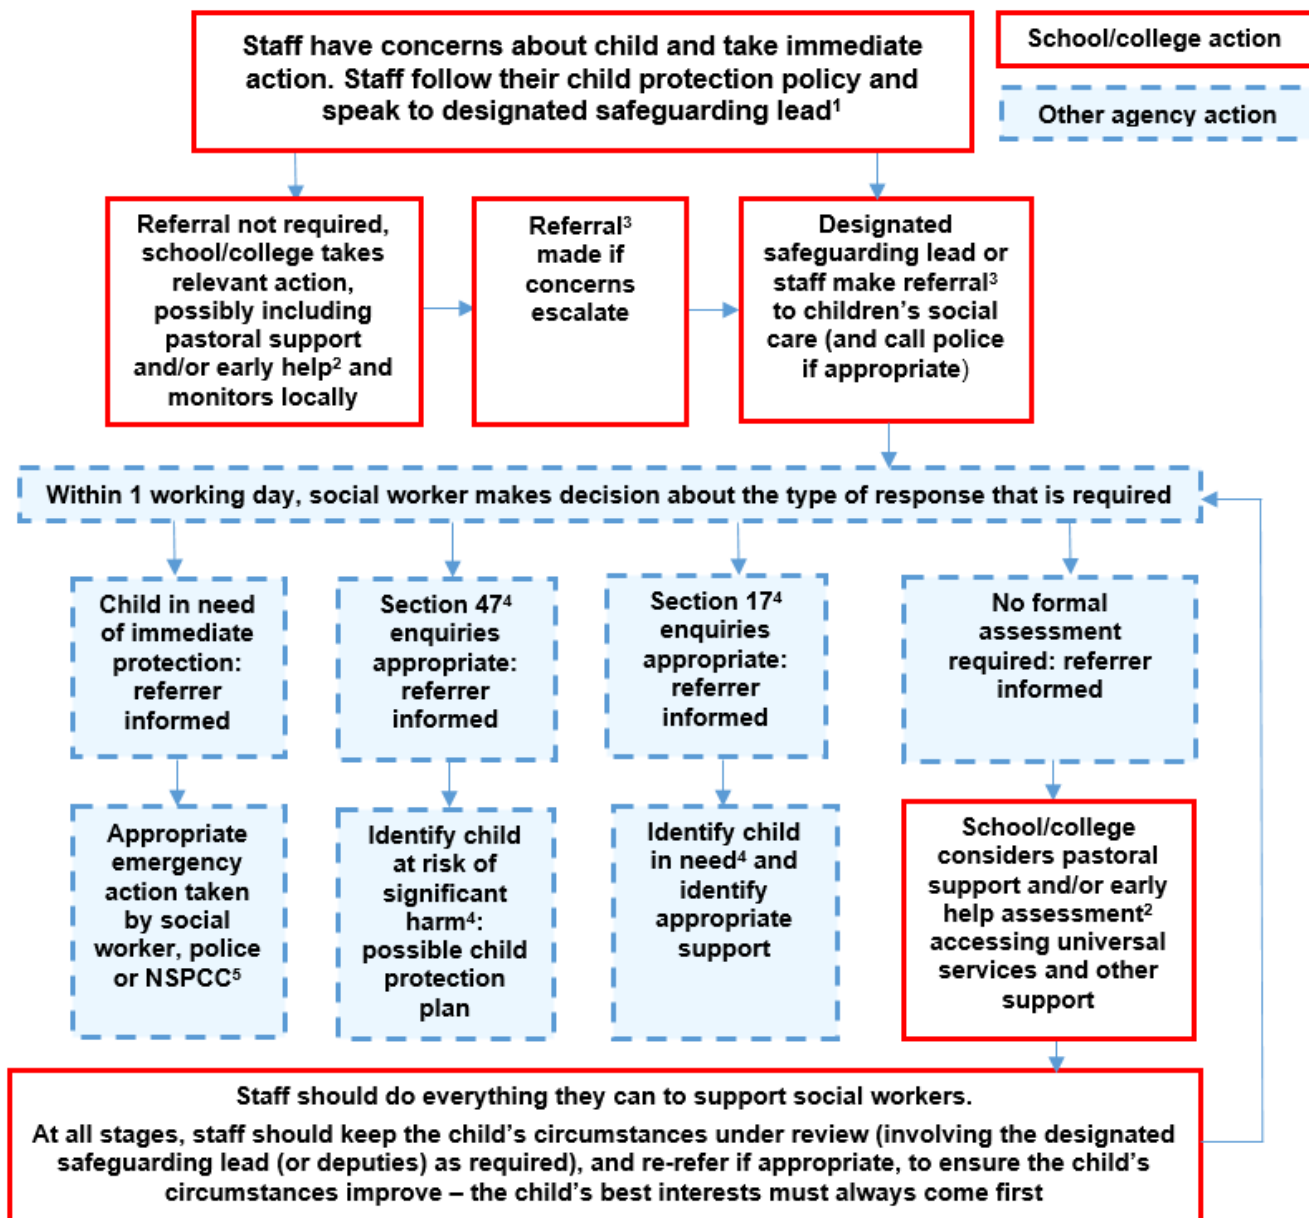 Staff have concerns about child and take immediate
action. Staff follow their child protection policy and
speak to designated safeguarding lead¹
School/college action
Other agency action
Referral not required,
school/college takes
relevant action,
possibly including
pastoral support
and/or early help² and
monitors locally
Referral³
made if
concerns
escalate
Designated
safeguarding lead or
staff make referral³
to children’s social
care (and call police
if appropriate)
Within 1 working day, social worker makes decision about the type of response that is required
Child in need
of immediate
protection:
referrer
informed
Section 47⁴
enquiries
appropriate:
referrer
informed
Section 17⁴
enquiries
appropriate:
referrer
informed
No formal
assessment
required: referrer
informed
Appropriate
emergency
action taken
by social
worker, police
or NSPCC⁵
Identify child
at risk of
significant
harm⁴:
possible child
protection
plan
Identify child
in need⁴ and
identify
appropriate
support
School/college
considers pastoral
support and/or early
help assessment²
accessing universal
services and other
support
Staff should do everything they can to support social workers.
At all stages, staff should keep the child’s circumstances under review (involving the designated
safeguarding lead (or deputies) as required), and re-refer if appropriate, to ensure the child’s
circumstances improve – the child’s best interests must always come first